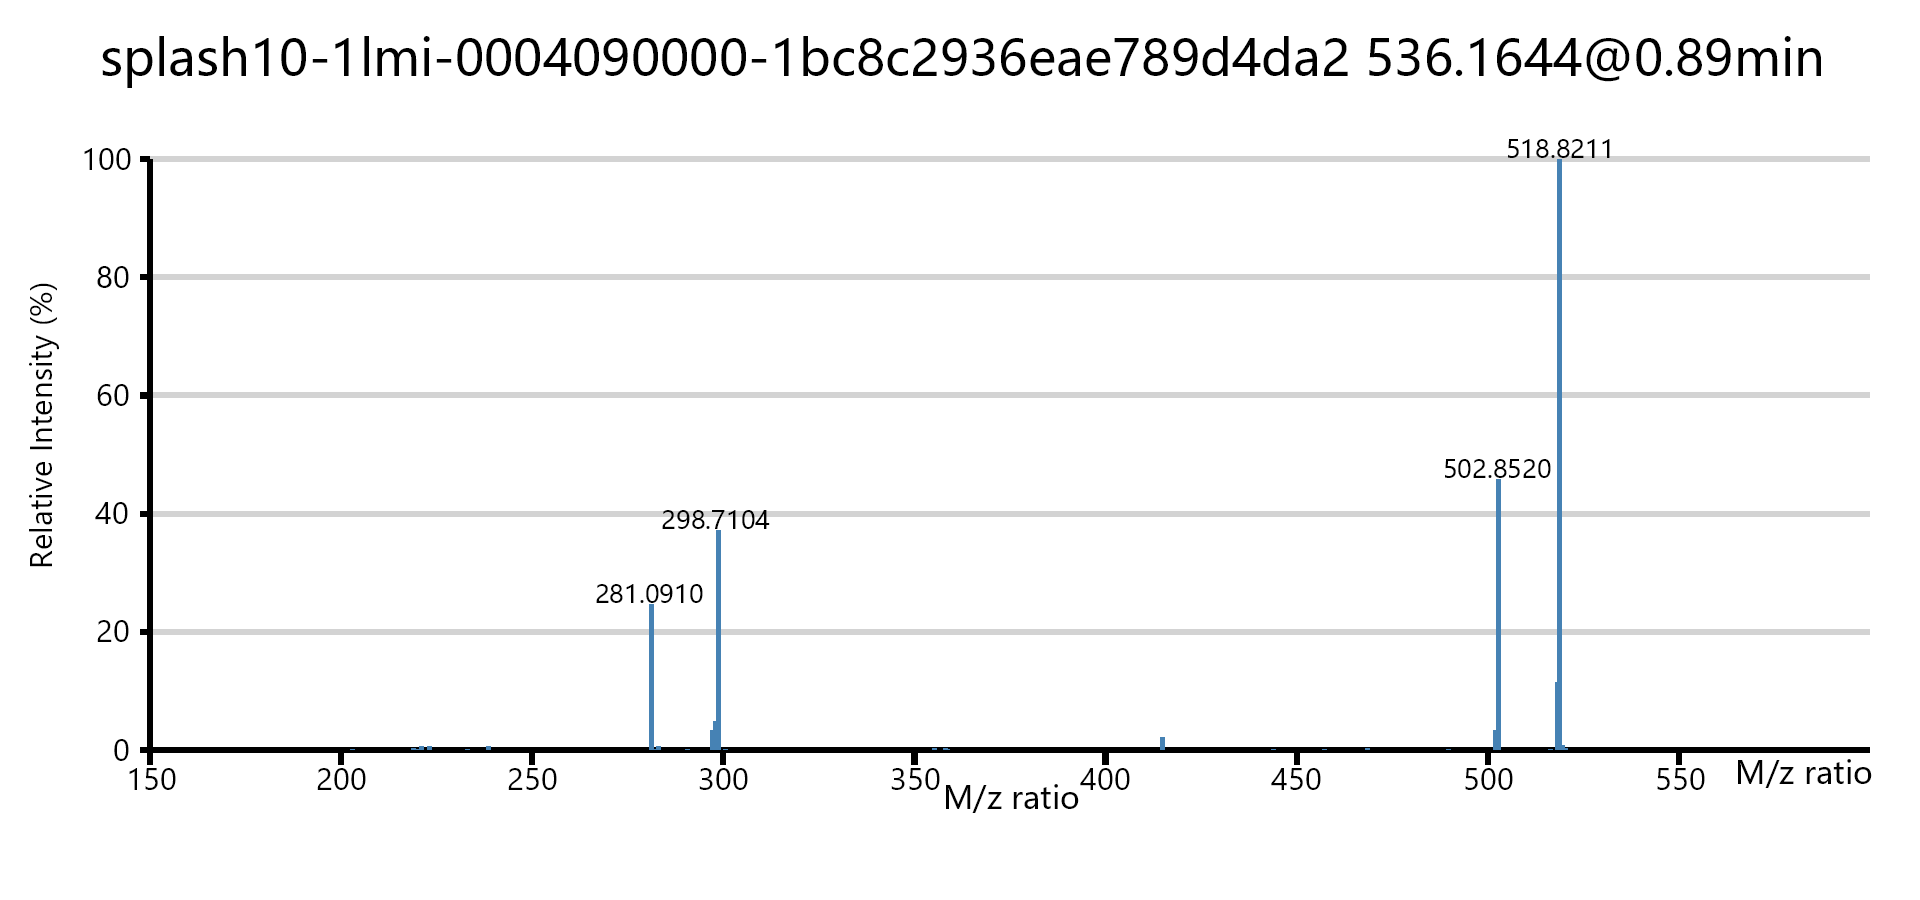 splash10-1lmi-0004090000-1bc8c2936eae789d4da2 536.1644@0.89min
518.8211
100
80
60
502.8520
40
298.7104
281.0910
20
0
Relative Intensity (%)
150 200 250 300 350 400 450 500 550
M/z ratio
M/z ratio